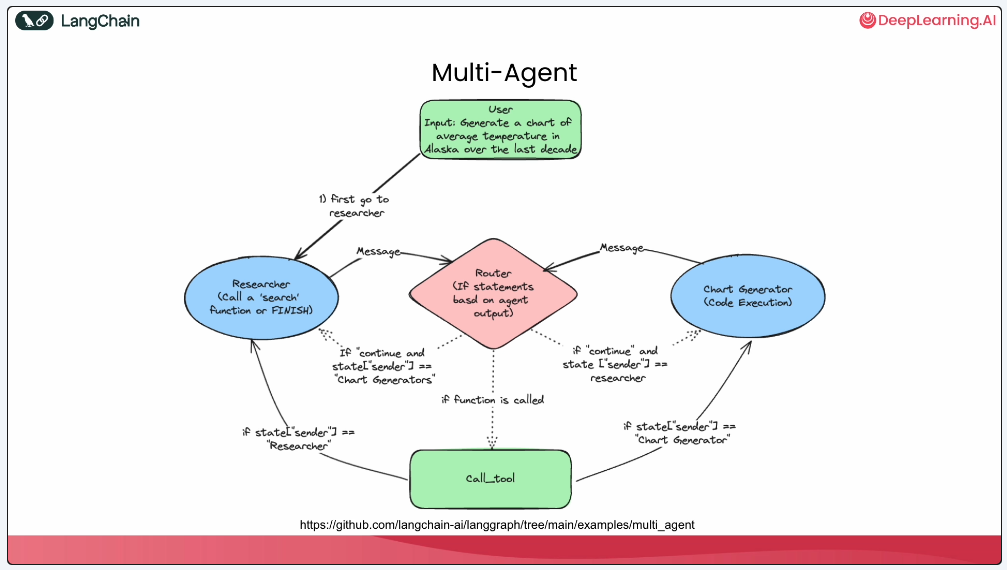 LangChain
DeepLearning.AI
Multi-Agent
User
Input: Generate a chart of
average temperature in
Alaska over the last decade
1) first go to
researcher
Message
Message
Researcher
(Call a 'search'
function or FINISH)
Router
(If statements
basd on agent
output)
Chart Generator
(Code Execution)
If "continue and
state["sender"] ==
"Chart Generators"
if "continue" and
state ["sender"] ==
researcher
if function is called
if state["sender"] ==
"Researcher"
if state["sender"] ==
"Chart Generator"
Call_tool
https://github.com/langchain-ai/langgraph/tree/main/examples/multi_agent